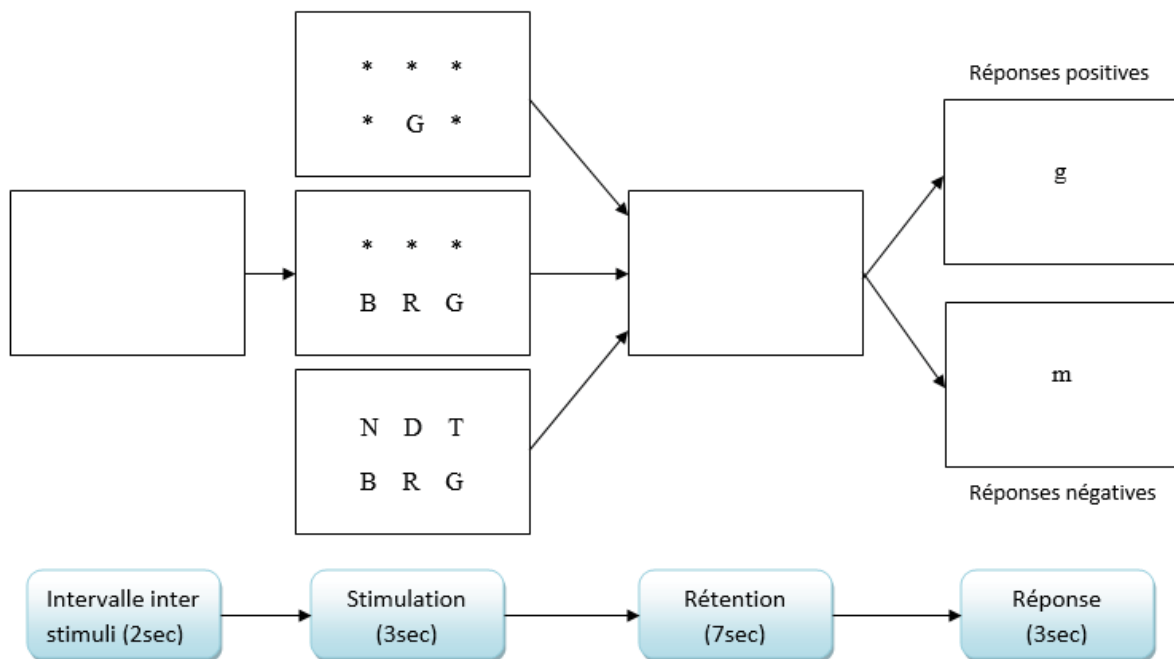 * * *
* G *
* * *
B R G
N D T
B R G
Réponses positives
g
m
Réponses négatives
Intervalle inter
stimuli (2sec)
Stimulation
(3sec)
Rétention
(7sec)
Réponse
(3sec)